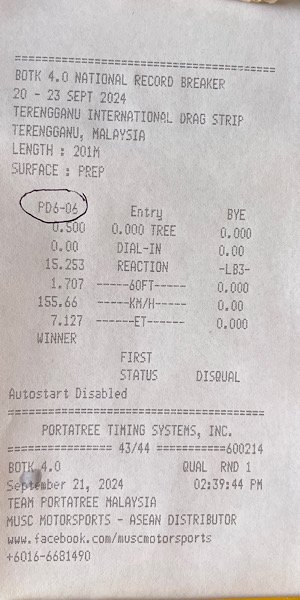 ==========================================
BOTK 4.0 NATIONAL RECORD BREAKER
20 - 23 SEPT 2024
TERENGGANU INTERNATIONAL DRAG STRIP
TERENGGANU, MALAYSIA
LENGTH : 201M
SURFACE : PREP
PD6-06 Entry BYE
0.500 0.000 TREE 0.000
0.00 DIAL-IN 0.00
15.253 REACTION -LB3-
1.707 ------60FT----- 0.000
155.66 -----KM/H----- 0.00
7.127 ------ET------ 0.000
WINNER
FIRST
STATUS DISQUAL
Autostart Disabled
==========================================
PORTATREE TIMING SYSTEMS, INC.
================= 43/44 ===========600214
BOTK 4.0 QUAL RND 1
September 21, 2024 02:39:44 PM
TEAM PORTATREE MALAYSIA
MUSC MOTORSPORTS - ASEAN DISTRIBUTOR
www.facebook.com/muscmotorsports
+6016-6681490